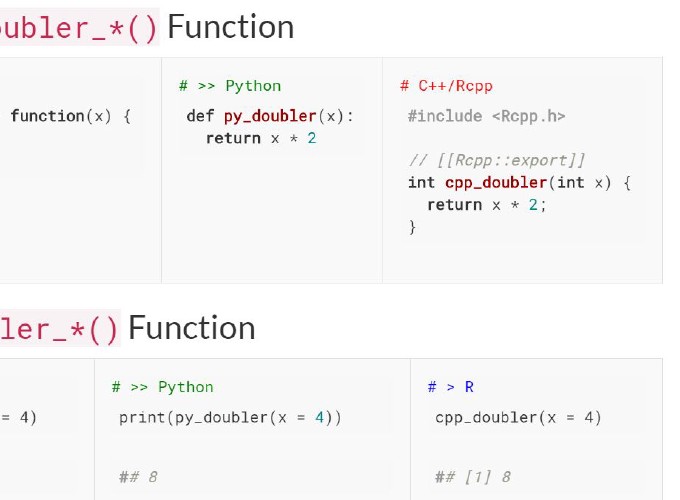 oubler_*() Function
function(x) {
# >> Python
def py_doubler(x):
return x * 2
# C++/Rcpp
#include <Rcpp.h>
// [[Rcpp::export]]
int cpp_doubler(int x) {
return x * 2;
}
ler_*() Function
= 4)
# >> Python
print(py_doubler(x = 4))
## 8
# > R
cpp_doubler(x = 4)
## [1] 8